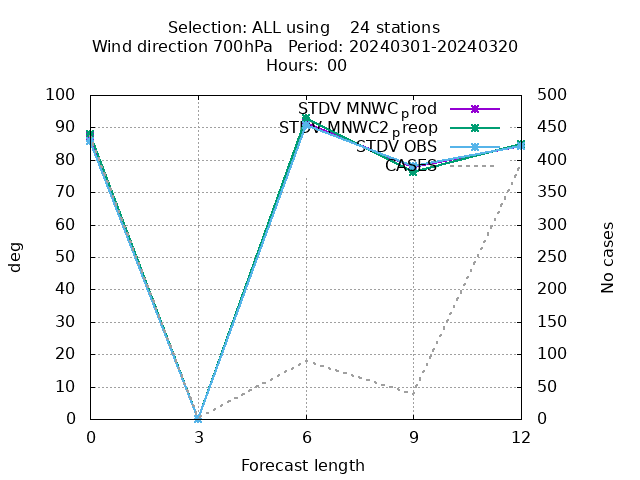 Selection: ALL using    24 stations
Wind direction 700hPa   Period: 20240301-20240320
Hours: 00
100
90
80
70
60
50
40
30
20
10
0
500
450
400
350
300
250
200
150
100
50
0
STDV MNWC_prod
STDV MNWC2_preop
STDV OBS
CASES
deg
No cases
0 3 6 9 12
Forecast length